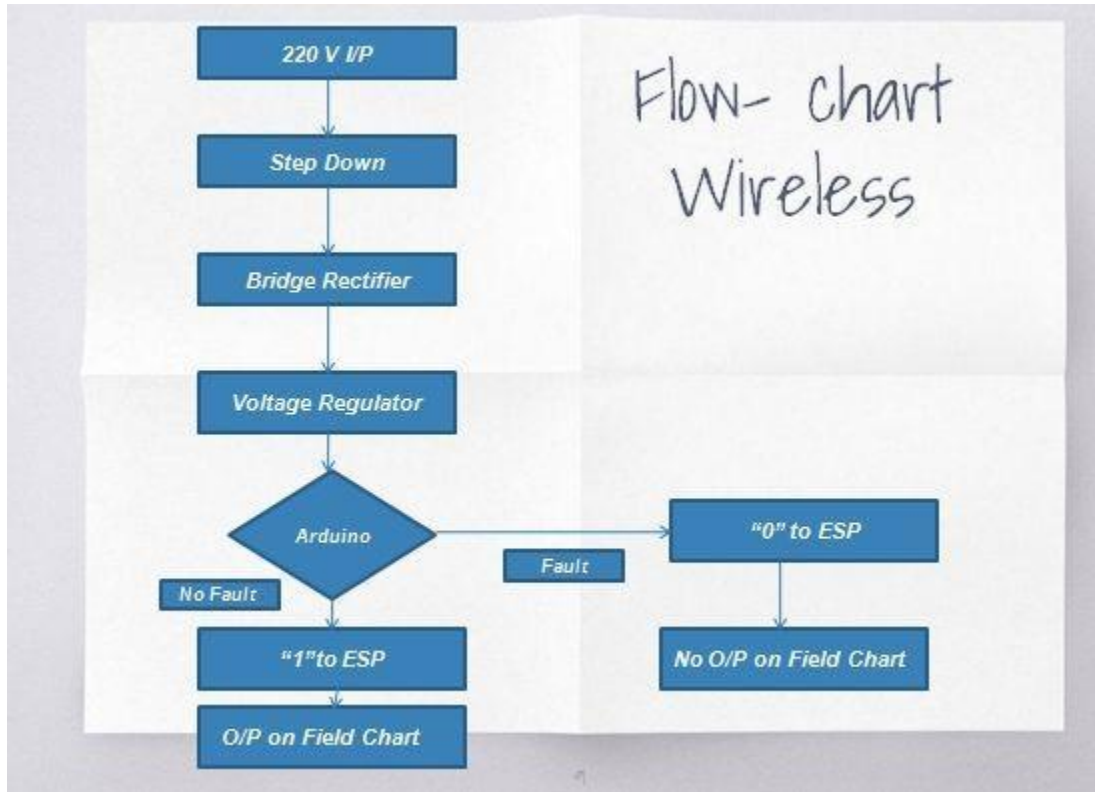 220 V I/P
Flow- chart
Wireless
Step Down
Bridge Rectifier
Voltage Regulator
Arduino
"0" to ESP
Fault
No Fault
"1"to ESP
No O/P on Field Chart
O/P on Field Chart